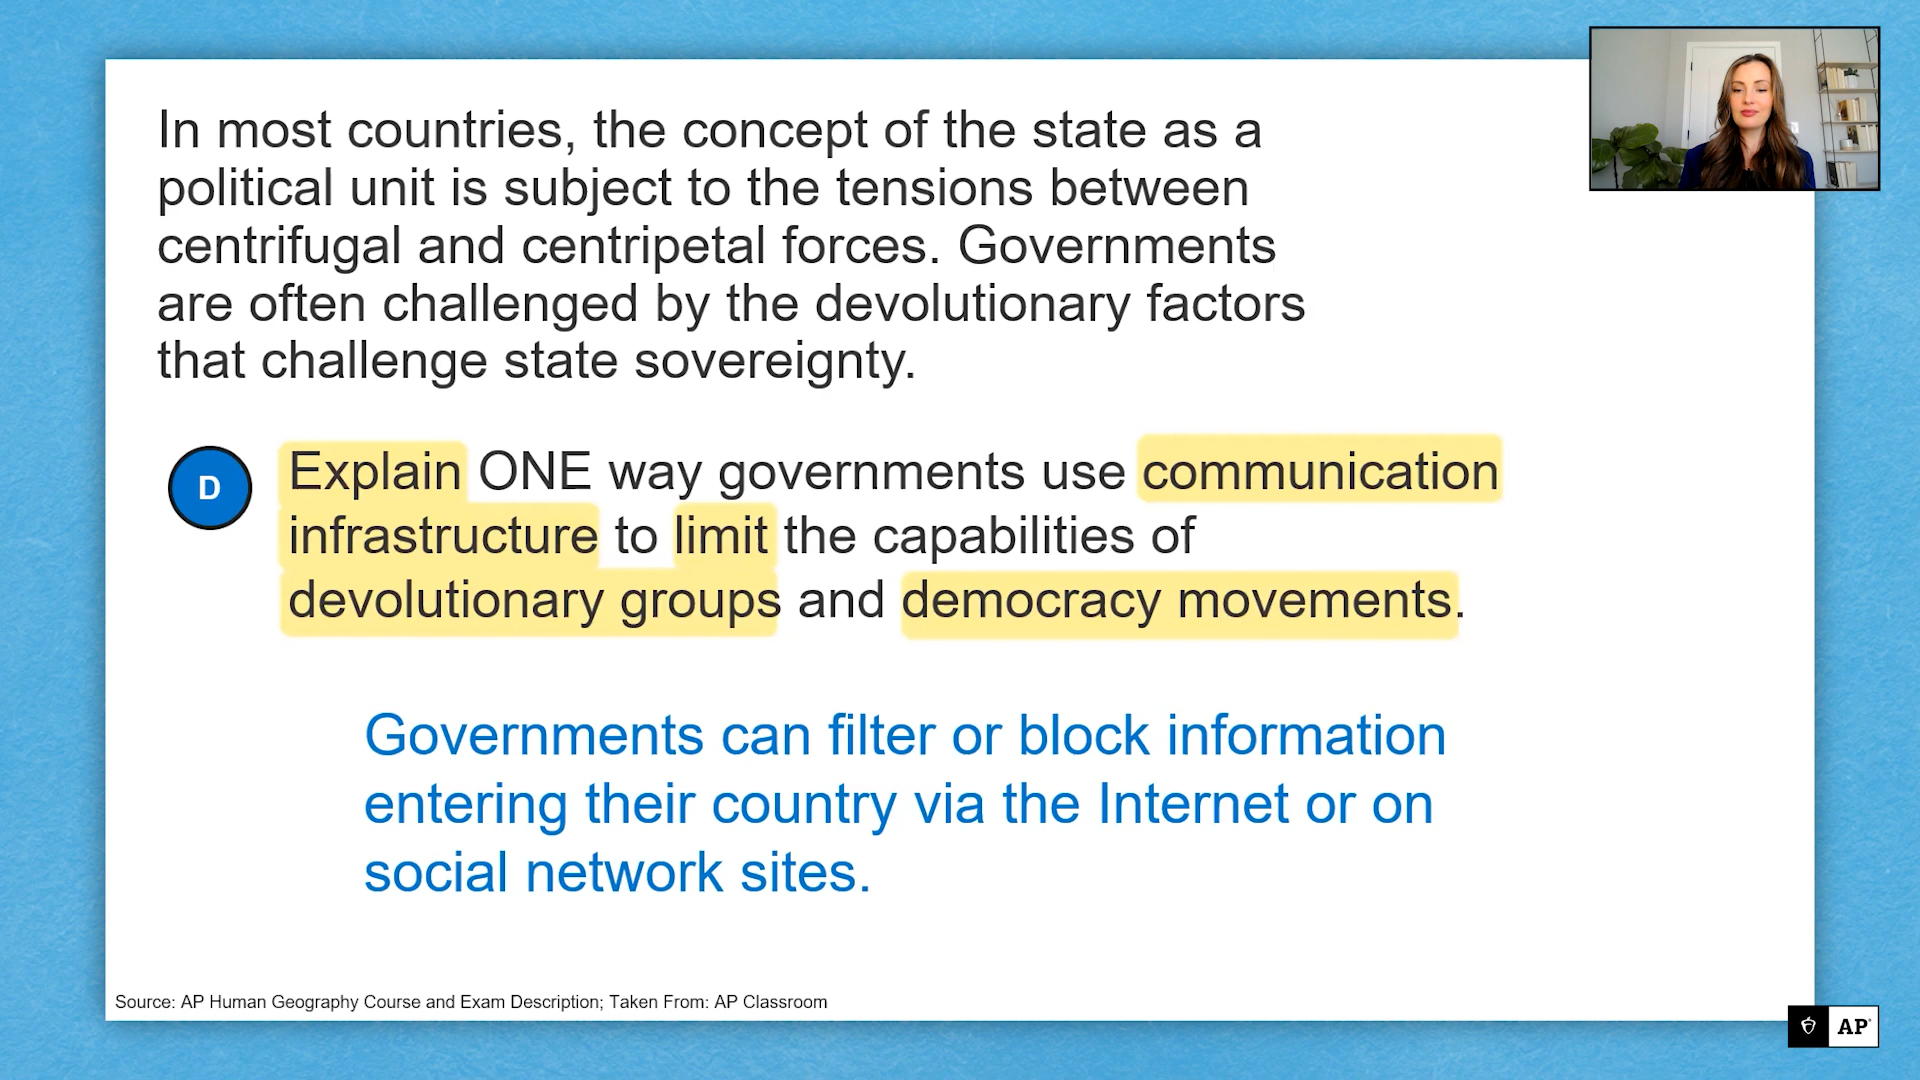 In most countries, the concept of the state as a
political unit is subject to the tensions between
centrifugal and centripetal forces. Governments
are often challenged by the devolutionary factors
that challenge state sovereignty.
D
Explain ONE way governments use communication
infrastructure to limit the capabilities of
devolutionary groups and democracy movements.
Governments can filter or block information
entering their country via the Internet or on
social network sites.
Source: AP Human Geography Course and Exam Description; Taken From: AP Classroom
AP